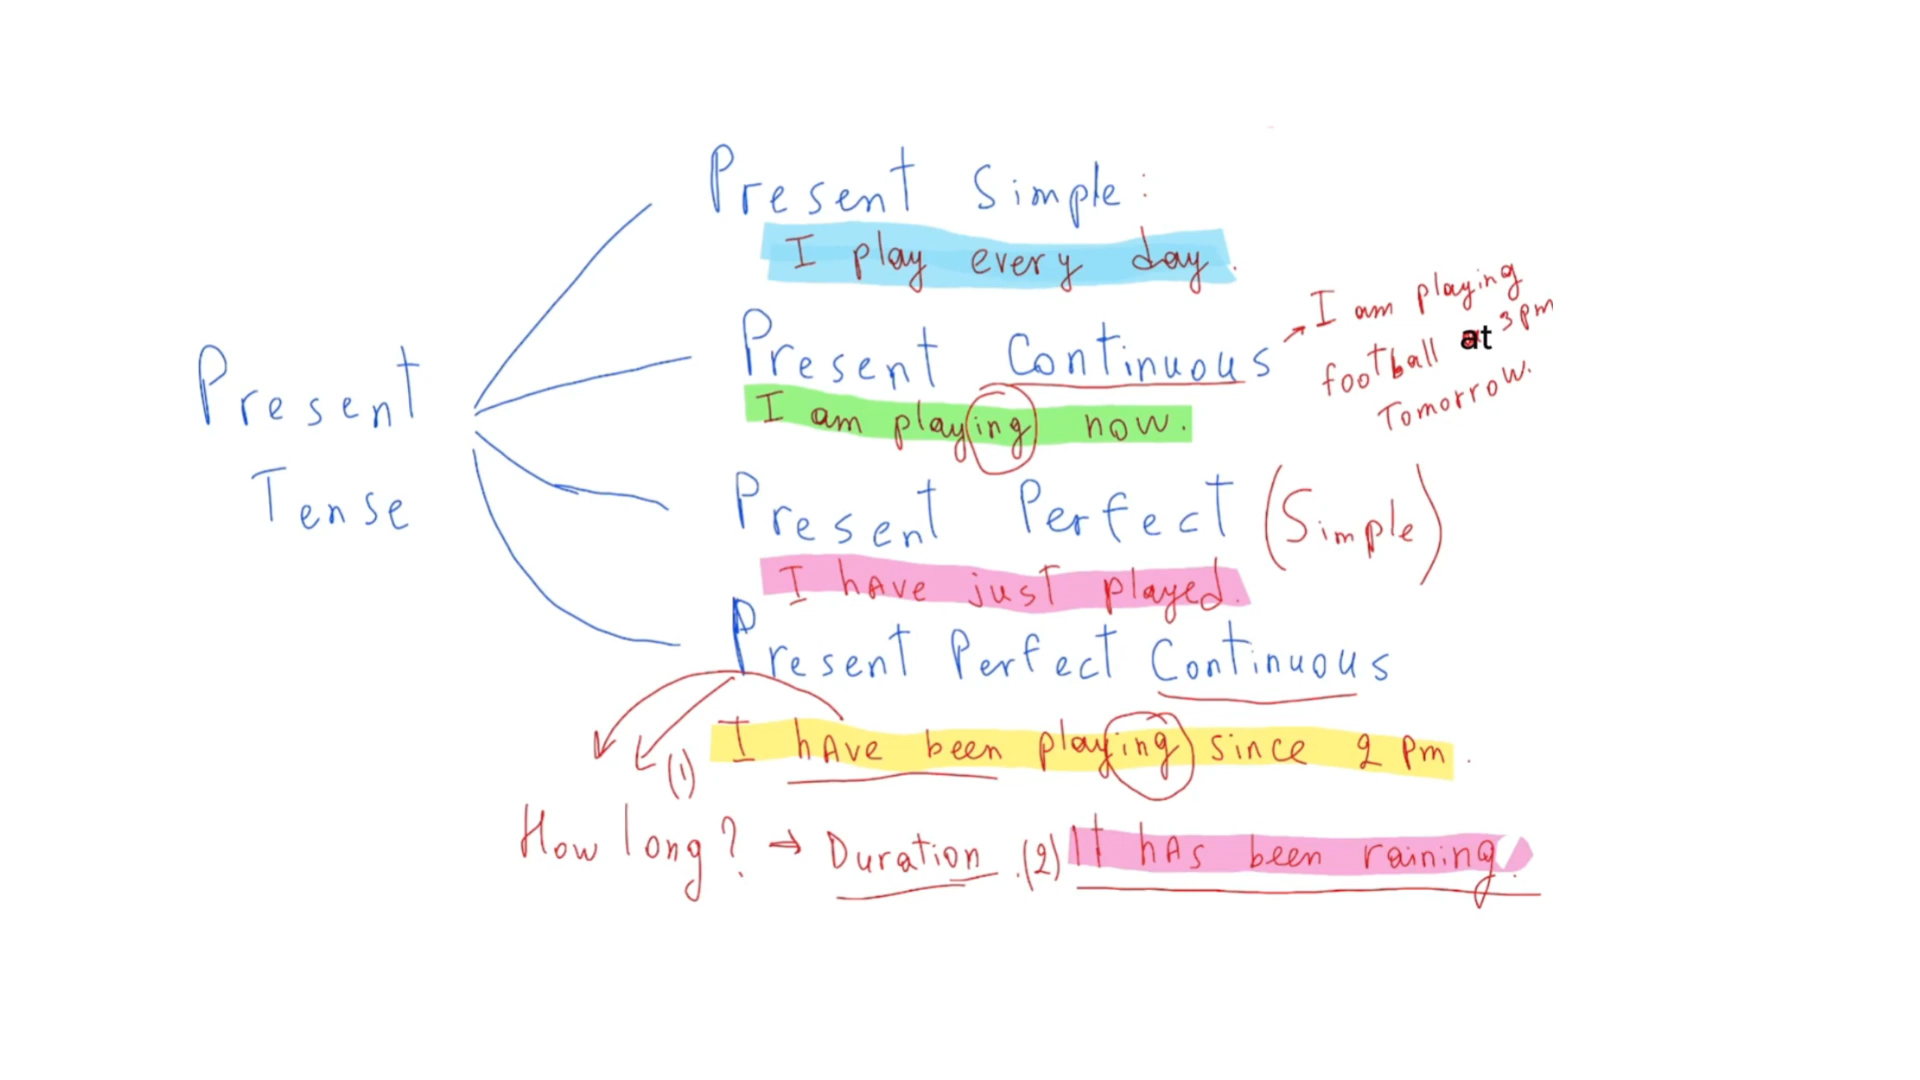 Present
Tense
Present Simple:
I play every day.
Present Continuous
I am playing now.
I am playing
football at 3 pm
Tomorrow.
Present Perfect (Simple)
I have just played.
Present Perfect Continuous
I have been playing since 2 pm.
(1)
How long? → Duration. (2) It has been raining.